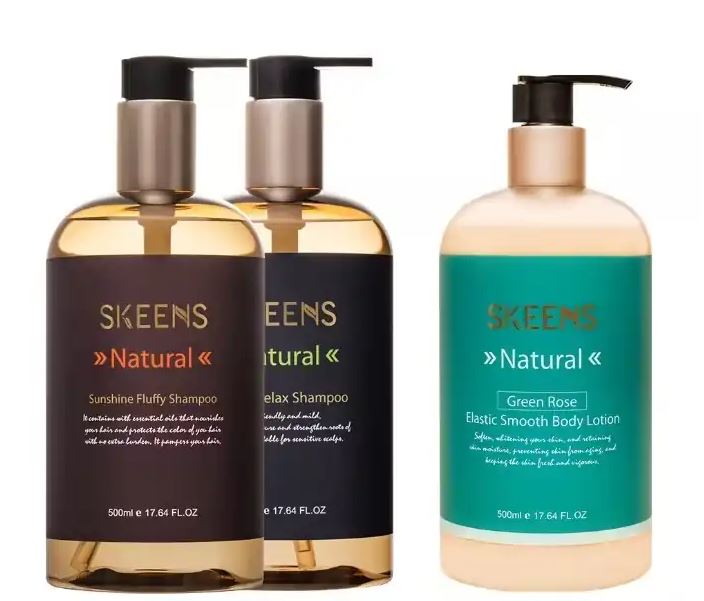 SKEENS
»Natural«
Sunshine Fluffy Shampoo
It contains with essential oils that nourishes
your hair and protects the color of you hair
with no extra burden. It pampers your hair.
500ml e 17.64 FL.OZ
EENS
tural«
elax Shampoo
endly and mild,
ure and strengthen roots of
table for sensitive scalps.
e 17.64 FL.OZ
SKEENS
»Natural«
Green Rose
Elastic Smooth Body Lotion
Soften, whitening your skin, and retaining
skin moisture, preventing skin from aging, and
keeping the skin fresh and vigorous.
500ml e 17.64 FL.OZ